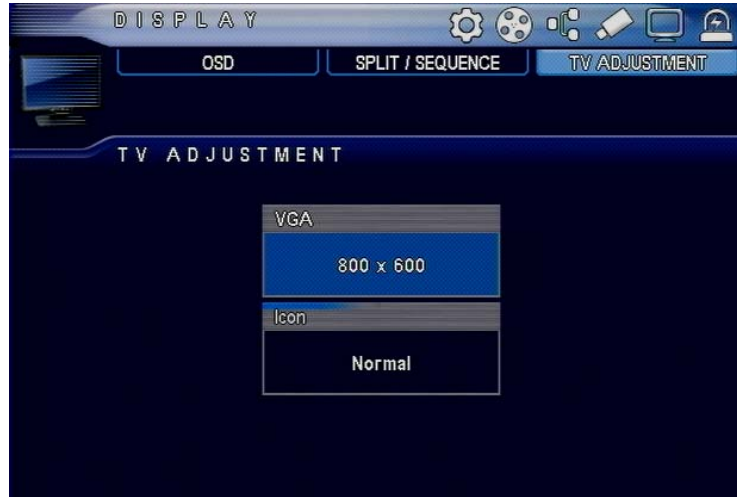 DISPLAY
OSD SPLIT / SEQUENCE TV ADJUSTMENT
TV ADJUSTMENT
VGA
800 x 600
Icon
Normal